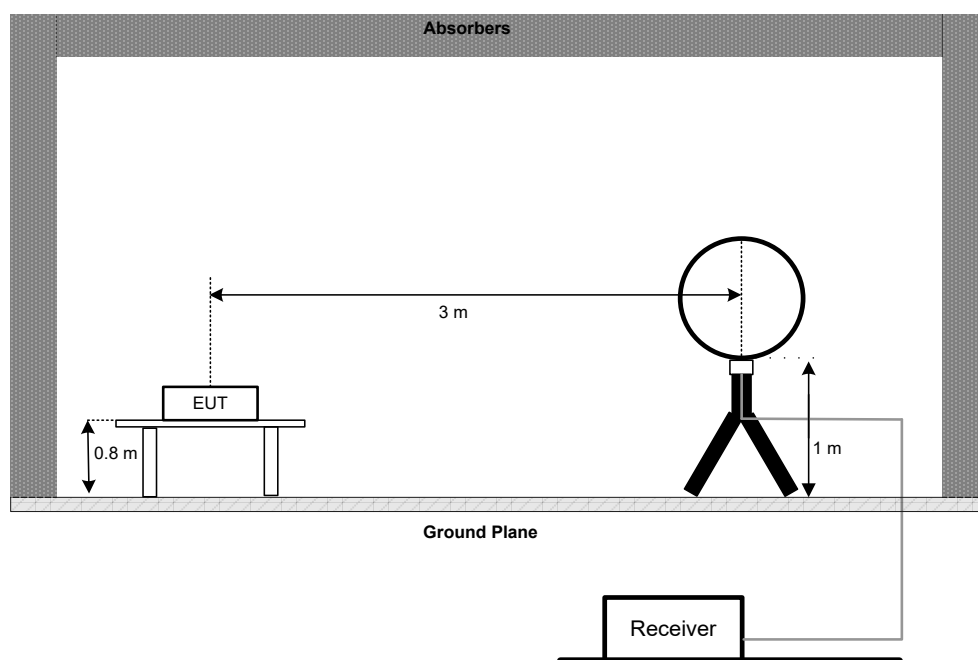 Absorbers
3 m
EUT
0.8 m
1 m
Ground Plane
Receiver